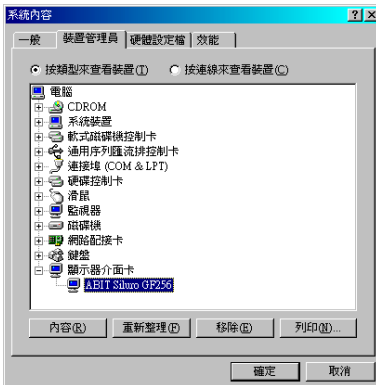 系統內容
一般 裝置管理員 硬體設定檔 效能
按類型來查看裝置(I) 按連線來查看裝置(C)
電腦
CDROM
系統裝置
軟式磁碟機控制卡
通用序列匯流排控制卡
連接埠 (COM & LPT)
硬碟控制卡
滑鼠
監視器
磁碟機
網路配接卡
鍵盤
顯示器介面卡
ABIT Siluro GF256
內容(R) 重新整理(F) 移除(E) 列印(N)...
確定 取消